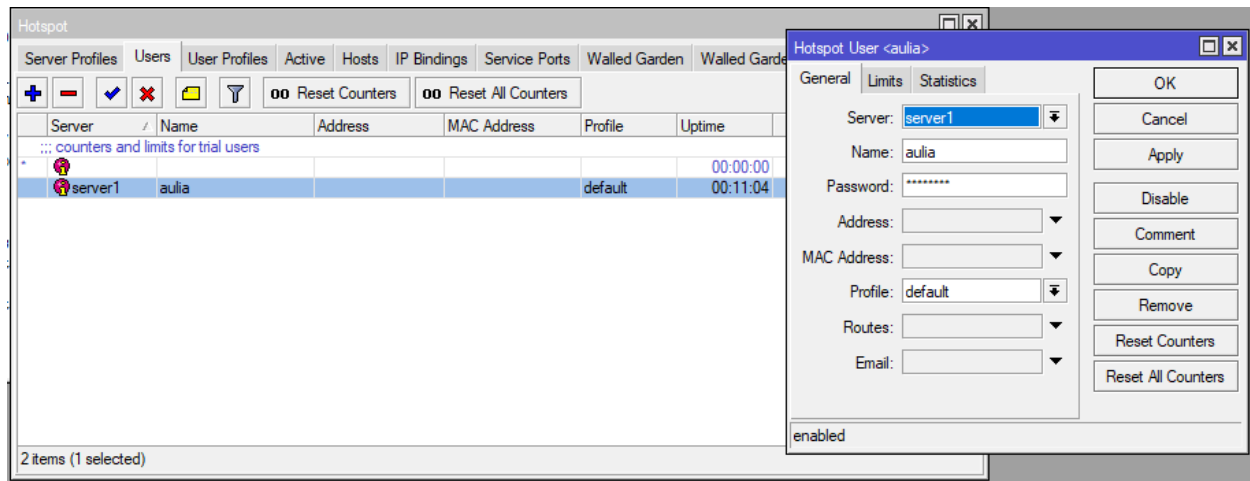 Hotspot
Server Profiles Users User Profiles Active Hosts IP Bindings Service Ports Walled Garden Walled Garde
00 Reset Counters 00 Reset All Counters
Server Name Address MAC Address Profile Uptime
;;; counters and limits for trial users
* 00:00:00
server1 aulia default 00:11:04
2 items (1 selected)
Hotspot User <aulia>
General Limits Statistics
Server: server1
Name: aulia
Password: ********
Address:
MAC Address:
Profile: default
Routes:
Email:
OK
Cancel
Apply
Disable
Comment
Copy
Remove
Reset Counters
Reset All Counters
enabled